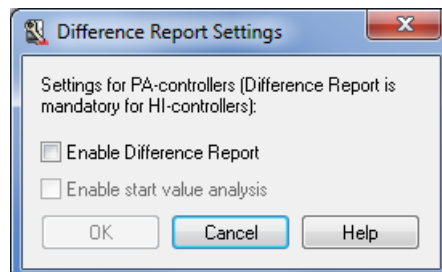 Difference Report Settings
Settings for PA-controllers (Difference Report is
mandatory for HI-controllers):
Enable Difference Report
Enable start value analysis
OK Cancel Help